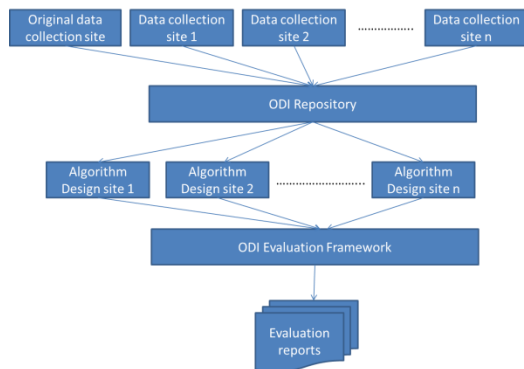 Original data
collection site
Data collection
site 1
Data collection
site 2
Data collection
site n
ODI Repository
Algorithm
Design site 1
Algorithm
Design site 2
Algorithm
Design site n
ODI Evaluation Framework
Evaluation
reports